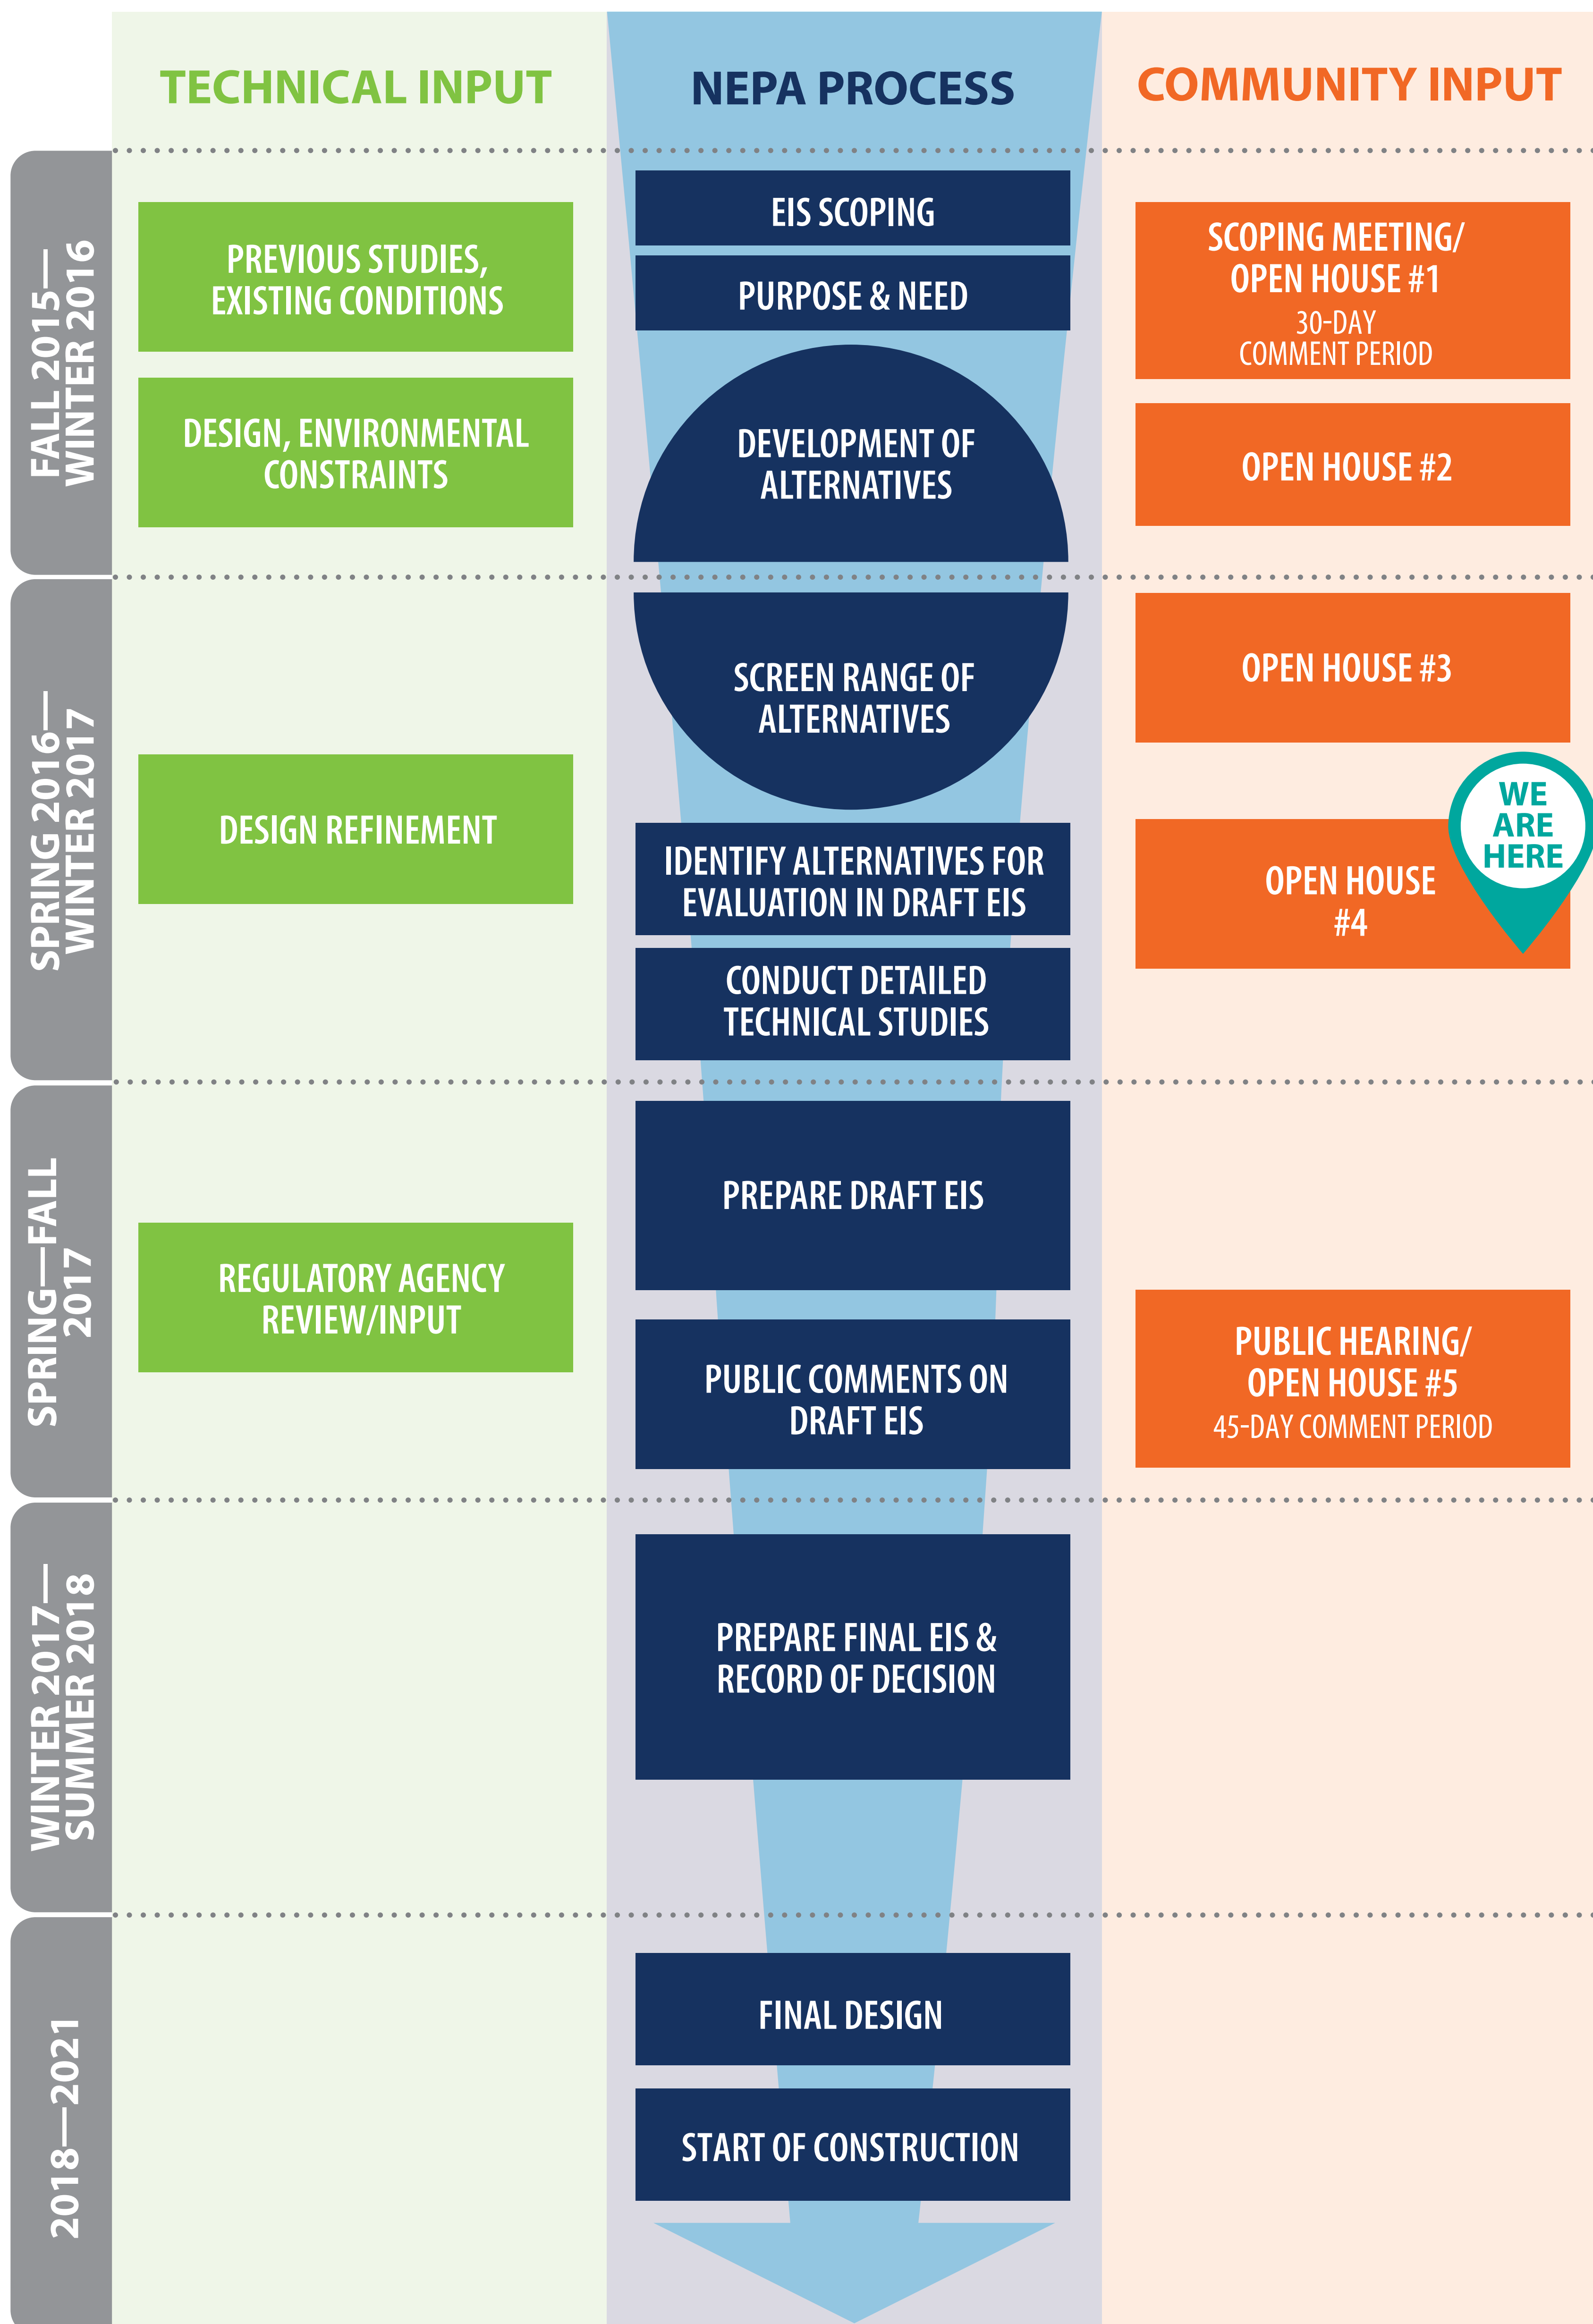 TECHNICAL INPUT
NEPA PROCESS
COMMUNITY INPUT
FALL 2015—
WINTER 2016
PREVIOUS STUDIES,
EXISTING CONDITIONS
DESIGN, ENVIRONMENTAL
CONSTRAINTS
EIS SCOPING
PURPOSE & NEED
DEVELOPMENT OF
ALTERNATIVES
SCOPING MEETING/
OPEN HOUSE #1
30-DAY
COMMENT PERIOD
OPEN HOUSE #2
SPRING 2016—
WINTER 2017
DESIGN REFINEMENT
SCREEN RANGE OF
ALTERNATIVES
IDENTIFY ALTERNATIVES FOR
EVALUATION IN DRAFT EIS
CONDUCT DETAILED
TECHNICAL STUDIES
OPEN HOUSE #3
OPEN HOUSE
#4
WE
ARE
HERE
SPRING—FALL
2017
REGULATORY AGENCY
REVIEW/INPUT
PREPARE DRAFT EIS
PUBLIC COMMENTS ON
DRAFT EIS
PUBLIC HEARING/
OPEN HOUSE #5
45-DAY COMMENT PERIOD
WINTER 2017—
SUMMER 2018
PREPARE FINAL EIS &
RECORD OF DECISION
2018—2021
FINAL DESIGN
START OF CONSTRUCTION